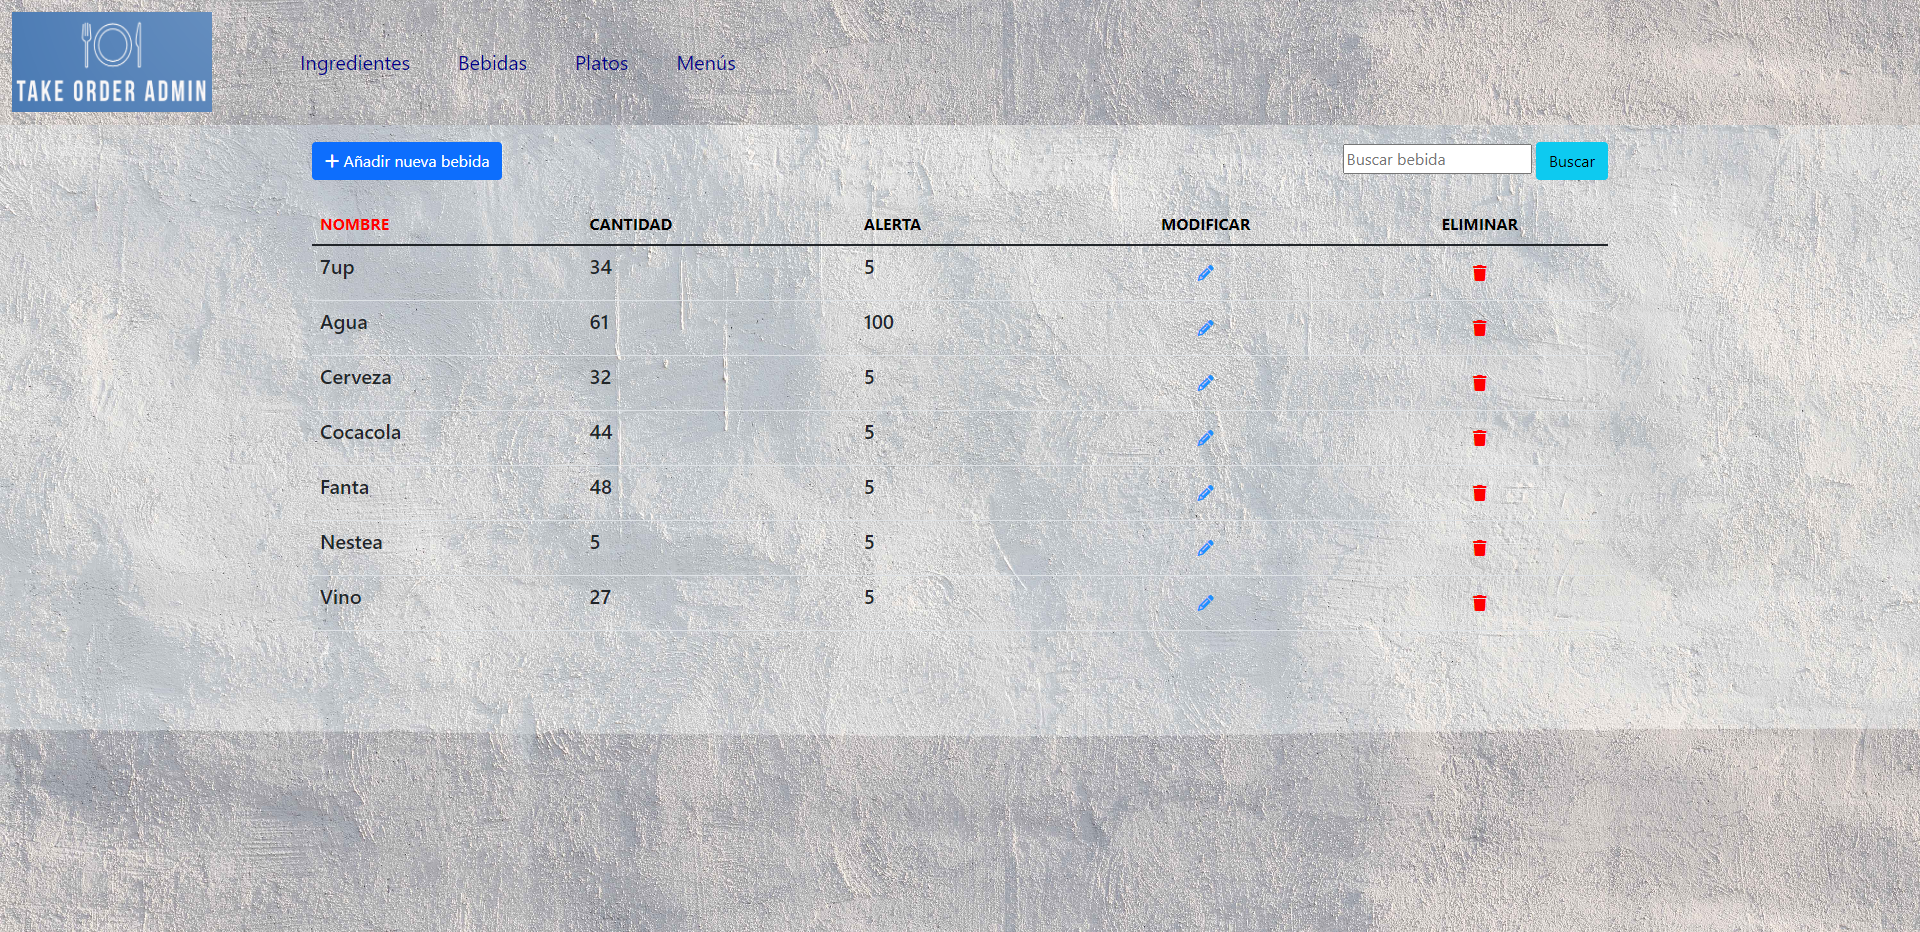 TAKE ORDER ADMIN
Ingredientes Bebidas Platos Menús
Añadir nueva bebida Buscar bebida Buscar
NOMBRE CANTIDAD ALERTA MODIFICAR ELIMINAR
7up 34 5
Agua 61 100
Cerveza 32 5
Cocacola 44 5
Fanta 48 5
Nestea 5 5
Vino 27 5